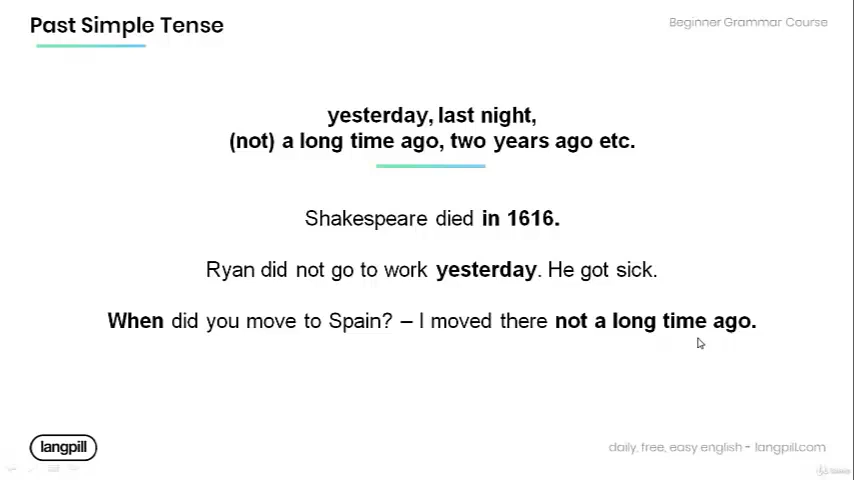 Past Simple Tense
Beginner Grammar Course
yesterday, last night,
(not) a long time ago, two years ago etc.
Shakespeare died in 1616.
Ryan did not go to work yesterday. He got sick.
When did you move to Spain? – I moved there not a long time ago.
langpill
daily, free, easy english - langpill.com